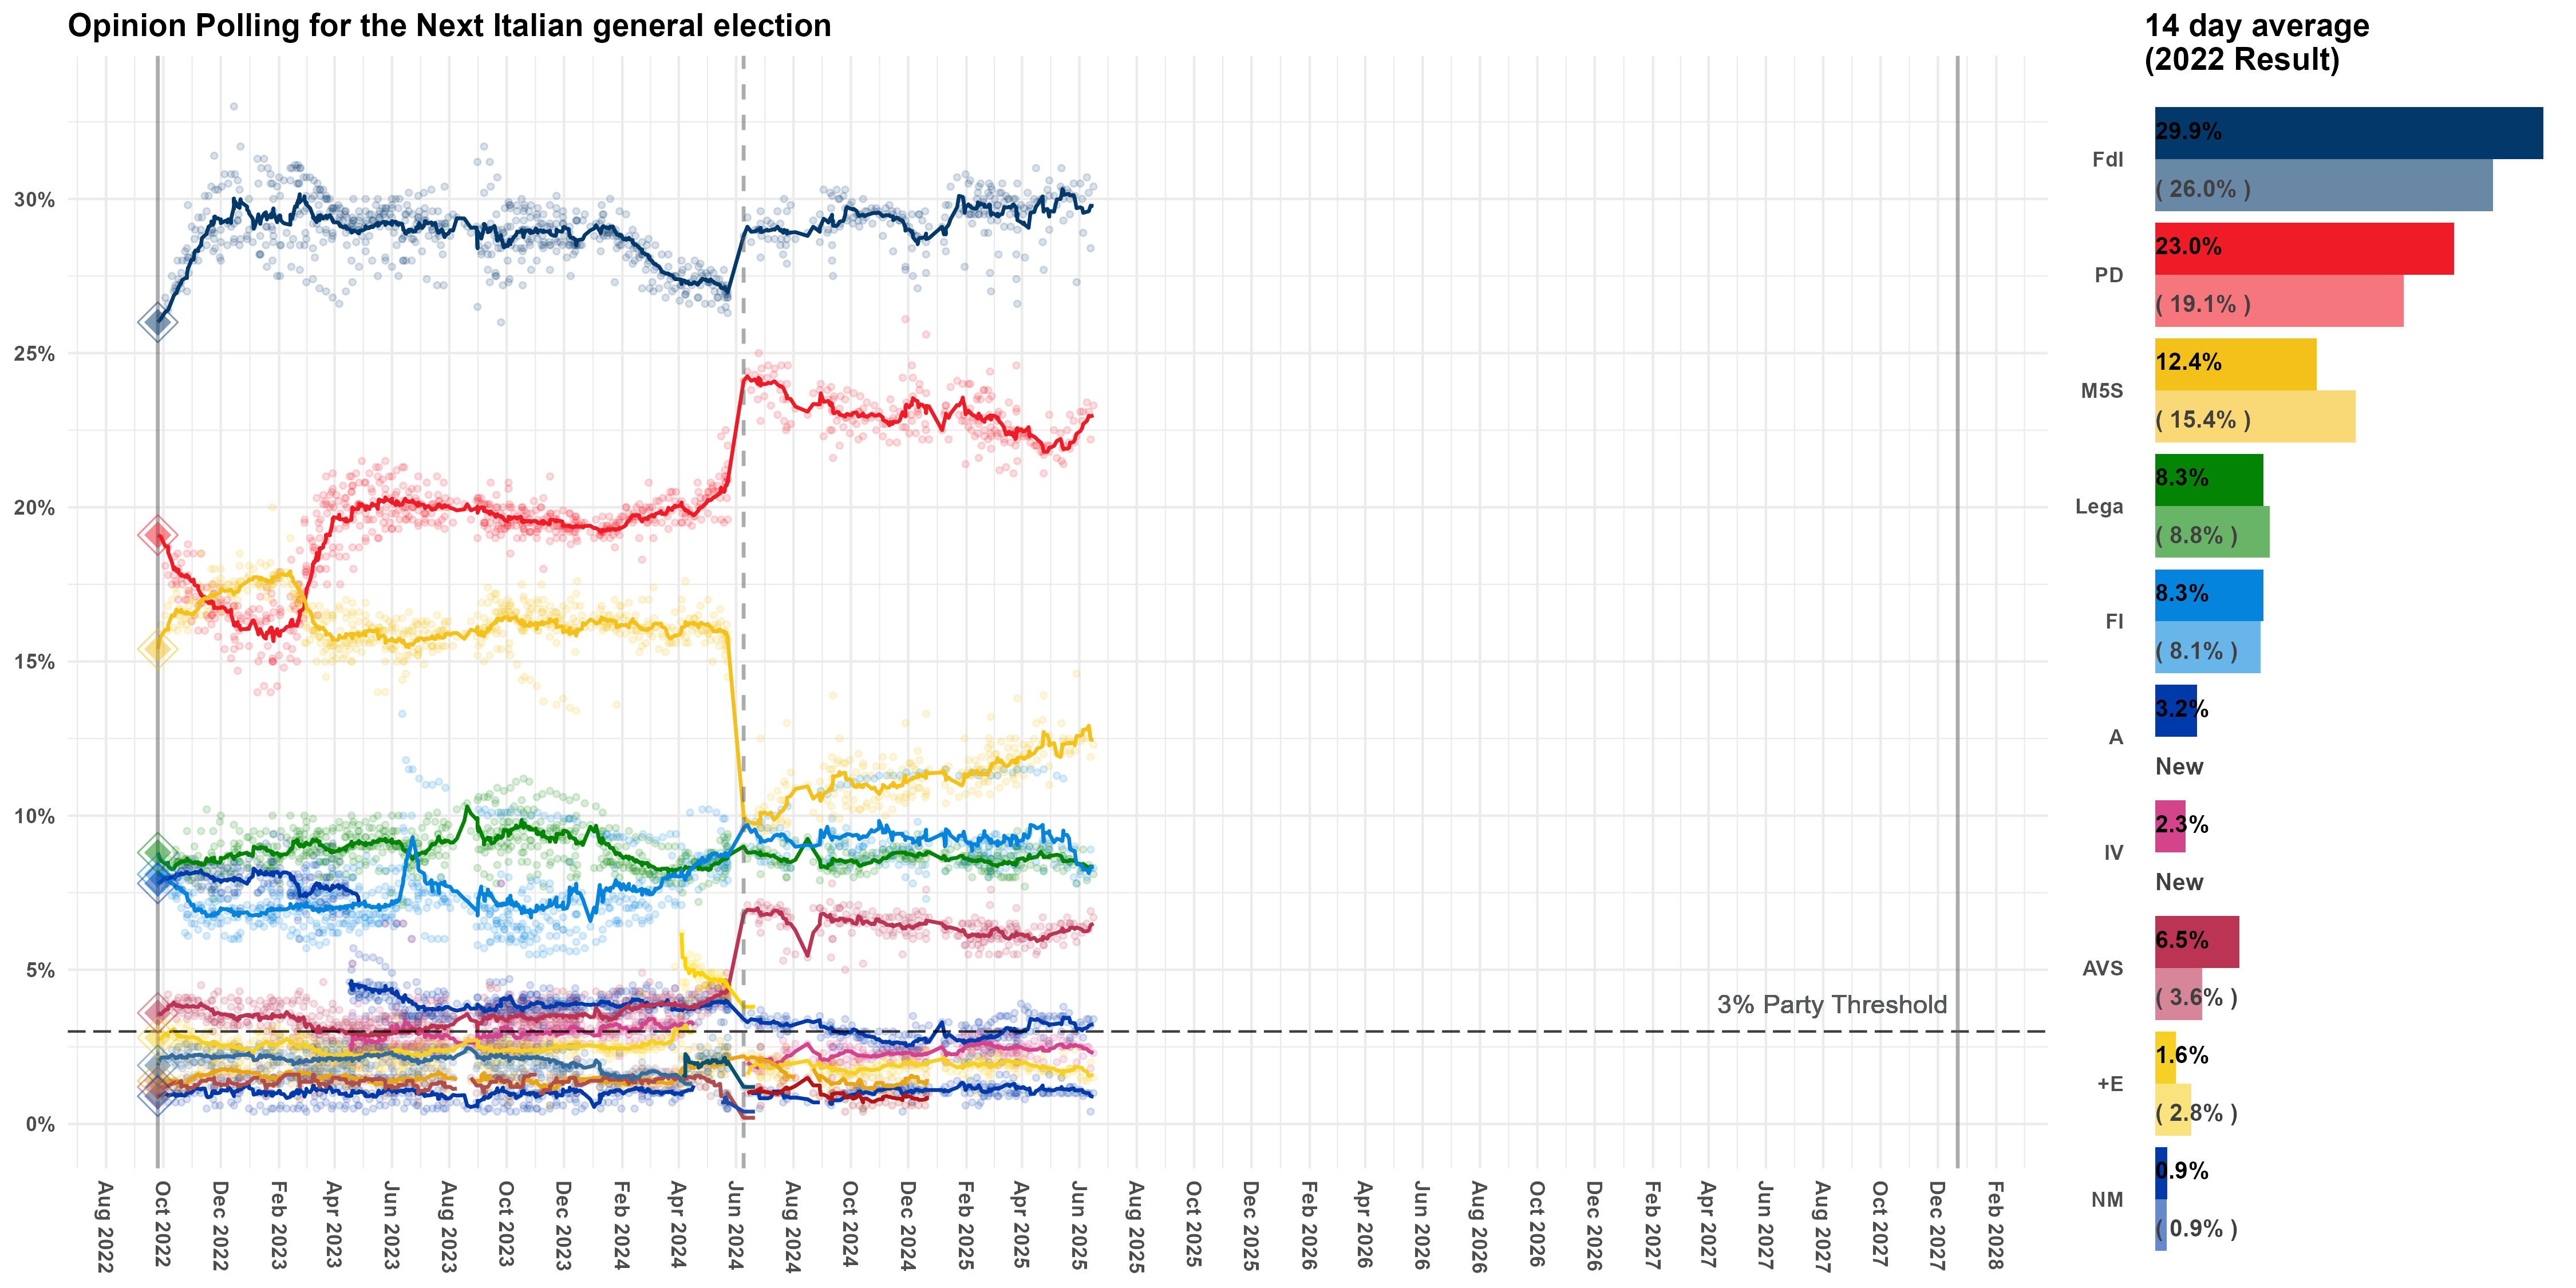 Opinion Polling for the Next Italian general election
14 day average
(2022 Result)
30%
25%
20%
15%
10%
5%
0%
3% Party Threshold
Aug 2022
Oct 2022
Dec 2022
Feb 2023
Apr 2023
Jun 2023
Aug 2023
Oct 2023
Dec 2023
Feb 2024
Apr 2024
Jun 2024
Aug 2024
Oct 2024
Dec 2024
Feb 2025
Apr 2025
Jun 2025
Aug 2025
Oct 2025
Dec 2025
Feb 2026
Apr 2026
Jun 2026
Aug 2026
Oct 2026
Dec 2026
Feb 2027
Apr 2027
Jun 2027
Aug 2027
Oct 2027
Dec 2027
Feb 2028
FdI
29.9%
( 26.0% )
PD
23.0%
( 19.1% )
M5S
12.4%
( 15.4% )
Lega
8.3%
( 8.8% )
FI
8.3%
( 8.1% )
A
3.2%
New
IV
2.3%
New
AVS
6.5%
( 3.6% )
+E
1.6%
( 2.8% )
NM
0.9%
( 0.9% )